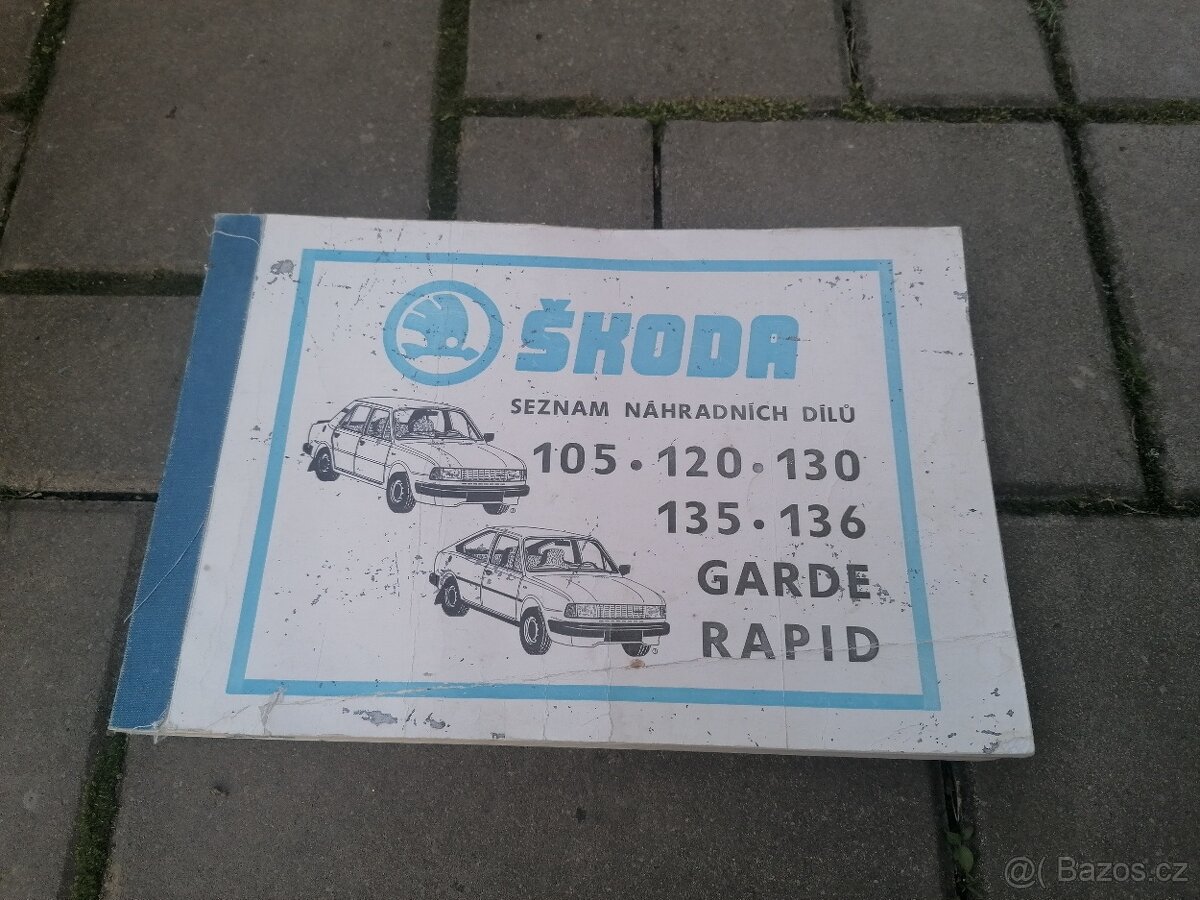 ŠKODA
SEZNAM NÁHRADNÍCH DÍLŮ
105 • 120 • 130
135 • 136
GARDE
RAPID
@( Bazos.cz